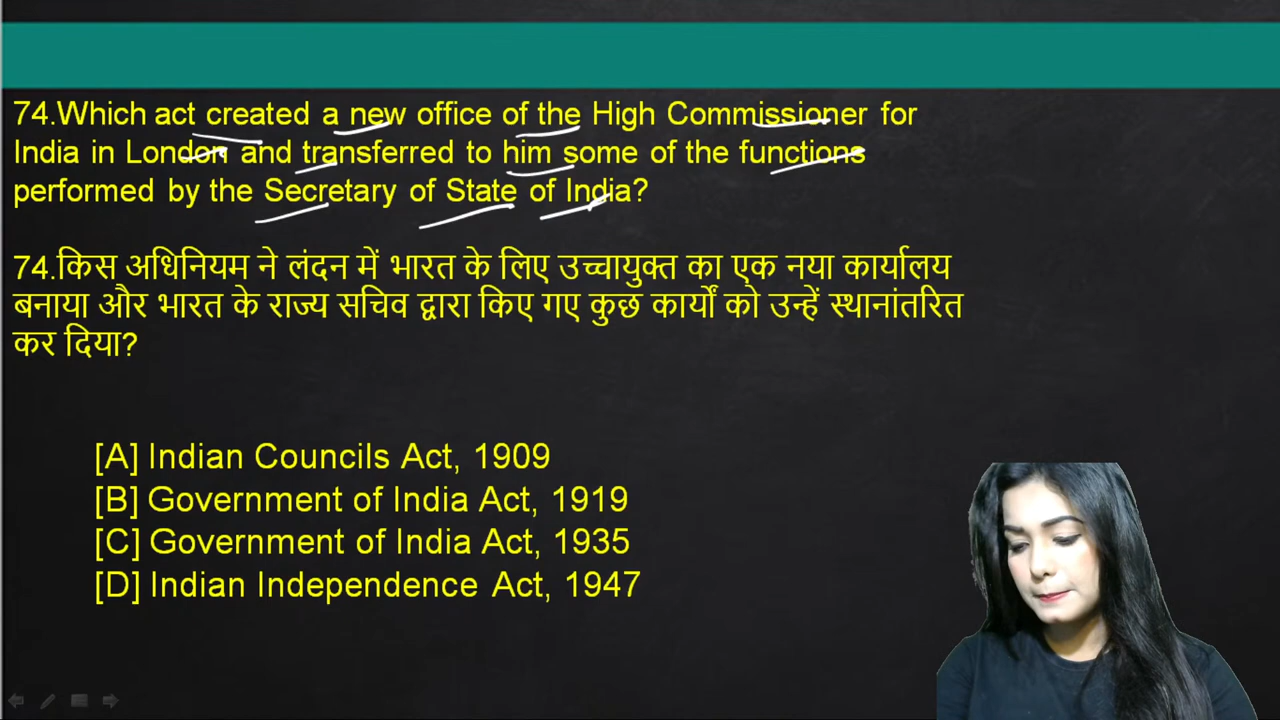 74.Which act created a new office of the High Commissioner for
India in London and transferred to him some of the functions
performed by the Secretary of State of India?
74.किस अधिनियम ने लंदन में भारत के लिए उच्चायुक्त का एक नया कार्यालय
बनाया और भारत के राज्य सचिव द्वारा किए गए कुछ कार्यों को उन्हें स्थानांतरित
कर दिया?
[A] Indian Councils Act, 1909
[B] Government of India Act, 1919
[C] Government of India Act, 1935
[D] Indian Independence Act, 1947